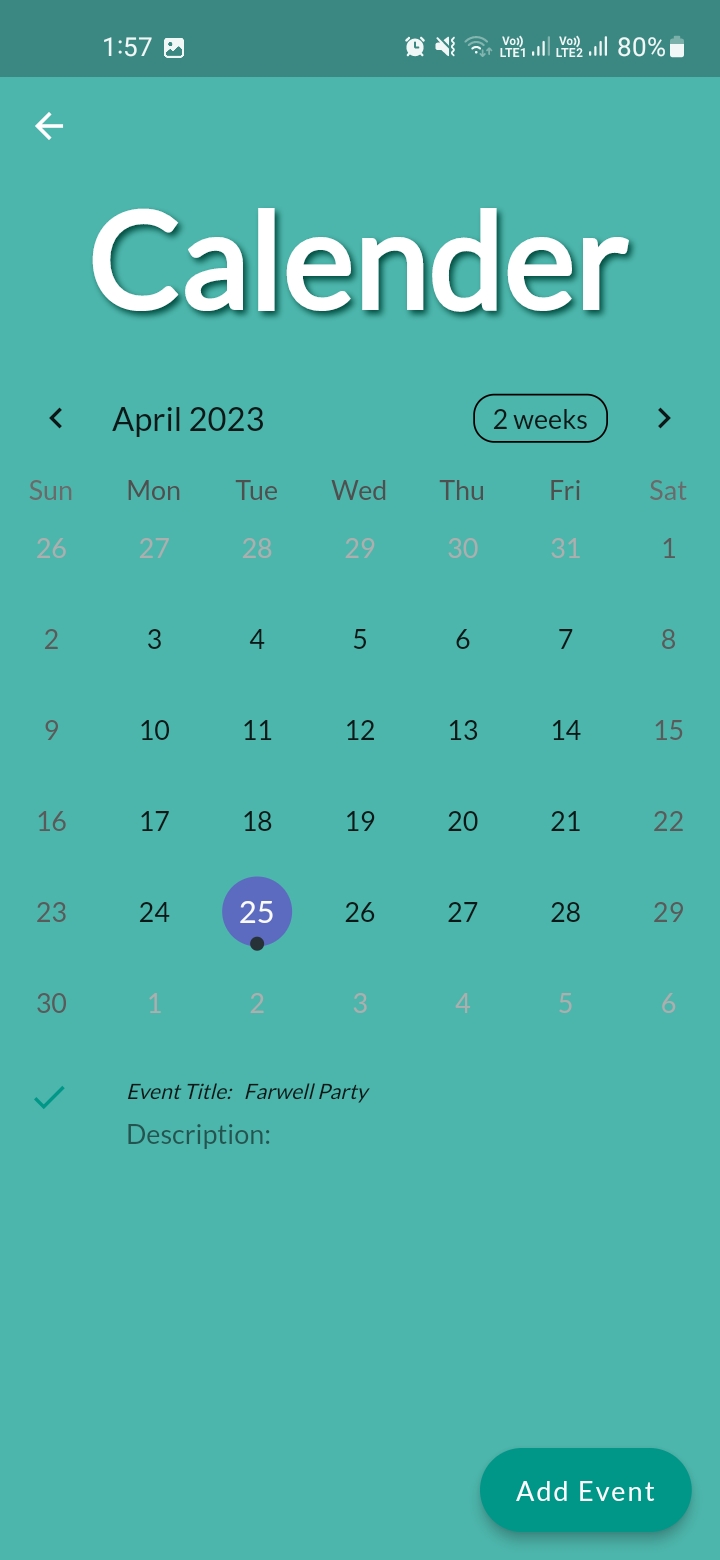 1:57 Vo)) LTE1 Vo)) LTE2 80%
Calender
April 2023 2 weeks
Sun Mon Tue Wed Thu Fri Sat
26 27 28 29 30 31 1
2 3 4 5 6 7 8
9 10 11 12 13 14 15
16 17 18 19 20 21 22
23 24 25 26 27 28 29
30 1 2 3 4 5 6
Event Title: Farwell Party
Description:
Add Event